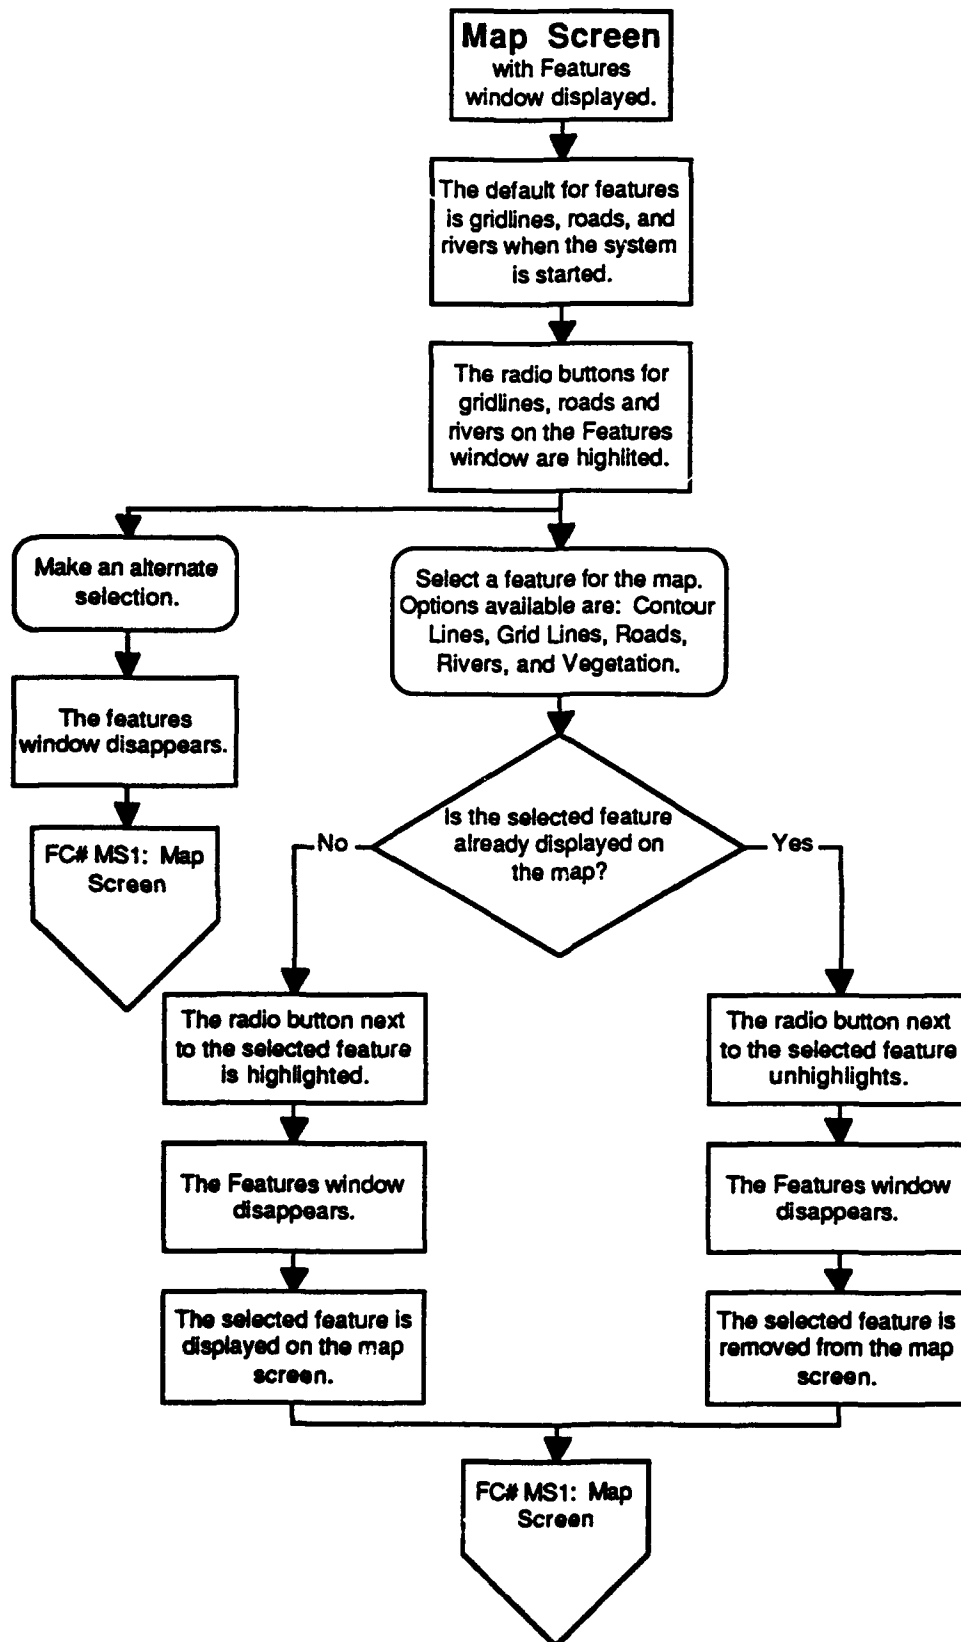 Map Screen
with Features
window displayed.
The default for features
is gridlines, roads, and
rivers when the system
is started.
The radio buttons for
gridlines, roads and
rivers on the Features
window are highlited.
Make an alternate
selection.
The features
window disappears.
FC# MS1: Map
Screen
Select a feature for the map.
Options available are: Contour
Lines, Grid Lines, Roads,
Rivers, and Vegetation.
Is the selected feature
already displayed on
the map?
No
Yes
The radio button next
to the selected feature
is highlighted.
The Features window
disappears.
The selected feature is
displayed on the map
screen.
The radio button next
to the selected feature
unhighlights.
The Features window
disappears.
The selected feature is
removed from the map
screen.
FC# MS1: Map
Screen